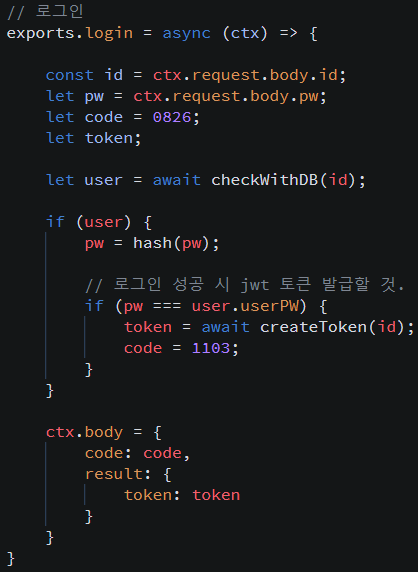 // 로그인
exports.login = async (ctx) => {
const id = ctx.request.body.id;
let pw = ctx.request.body.pw;
let code = 0826;
let token;
let user = await checkWithDB(id);
if (user) {
pw = hash(pw);
// 로그인 성공 시 jwt 토큰 발급할 것.
if (pw === user.userPW) {
token = await createToken(id);
code = 1103;
}
}
ctx.body = {
code: code,
result: {
token: token
}
}
}